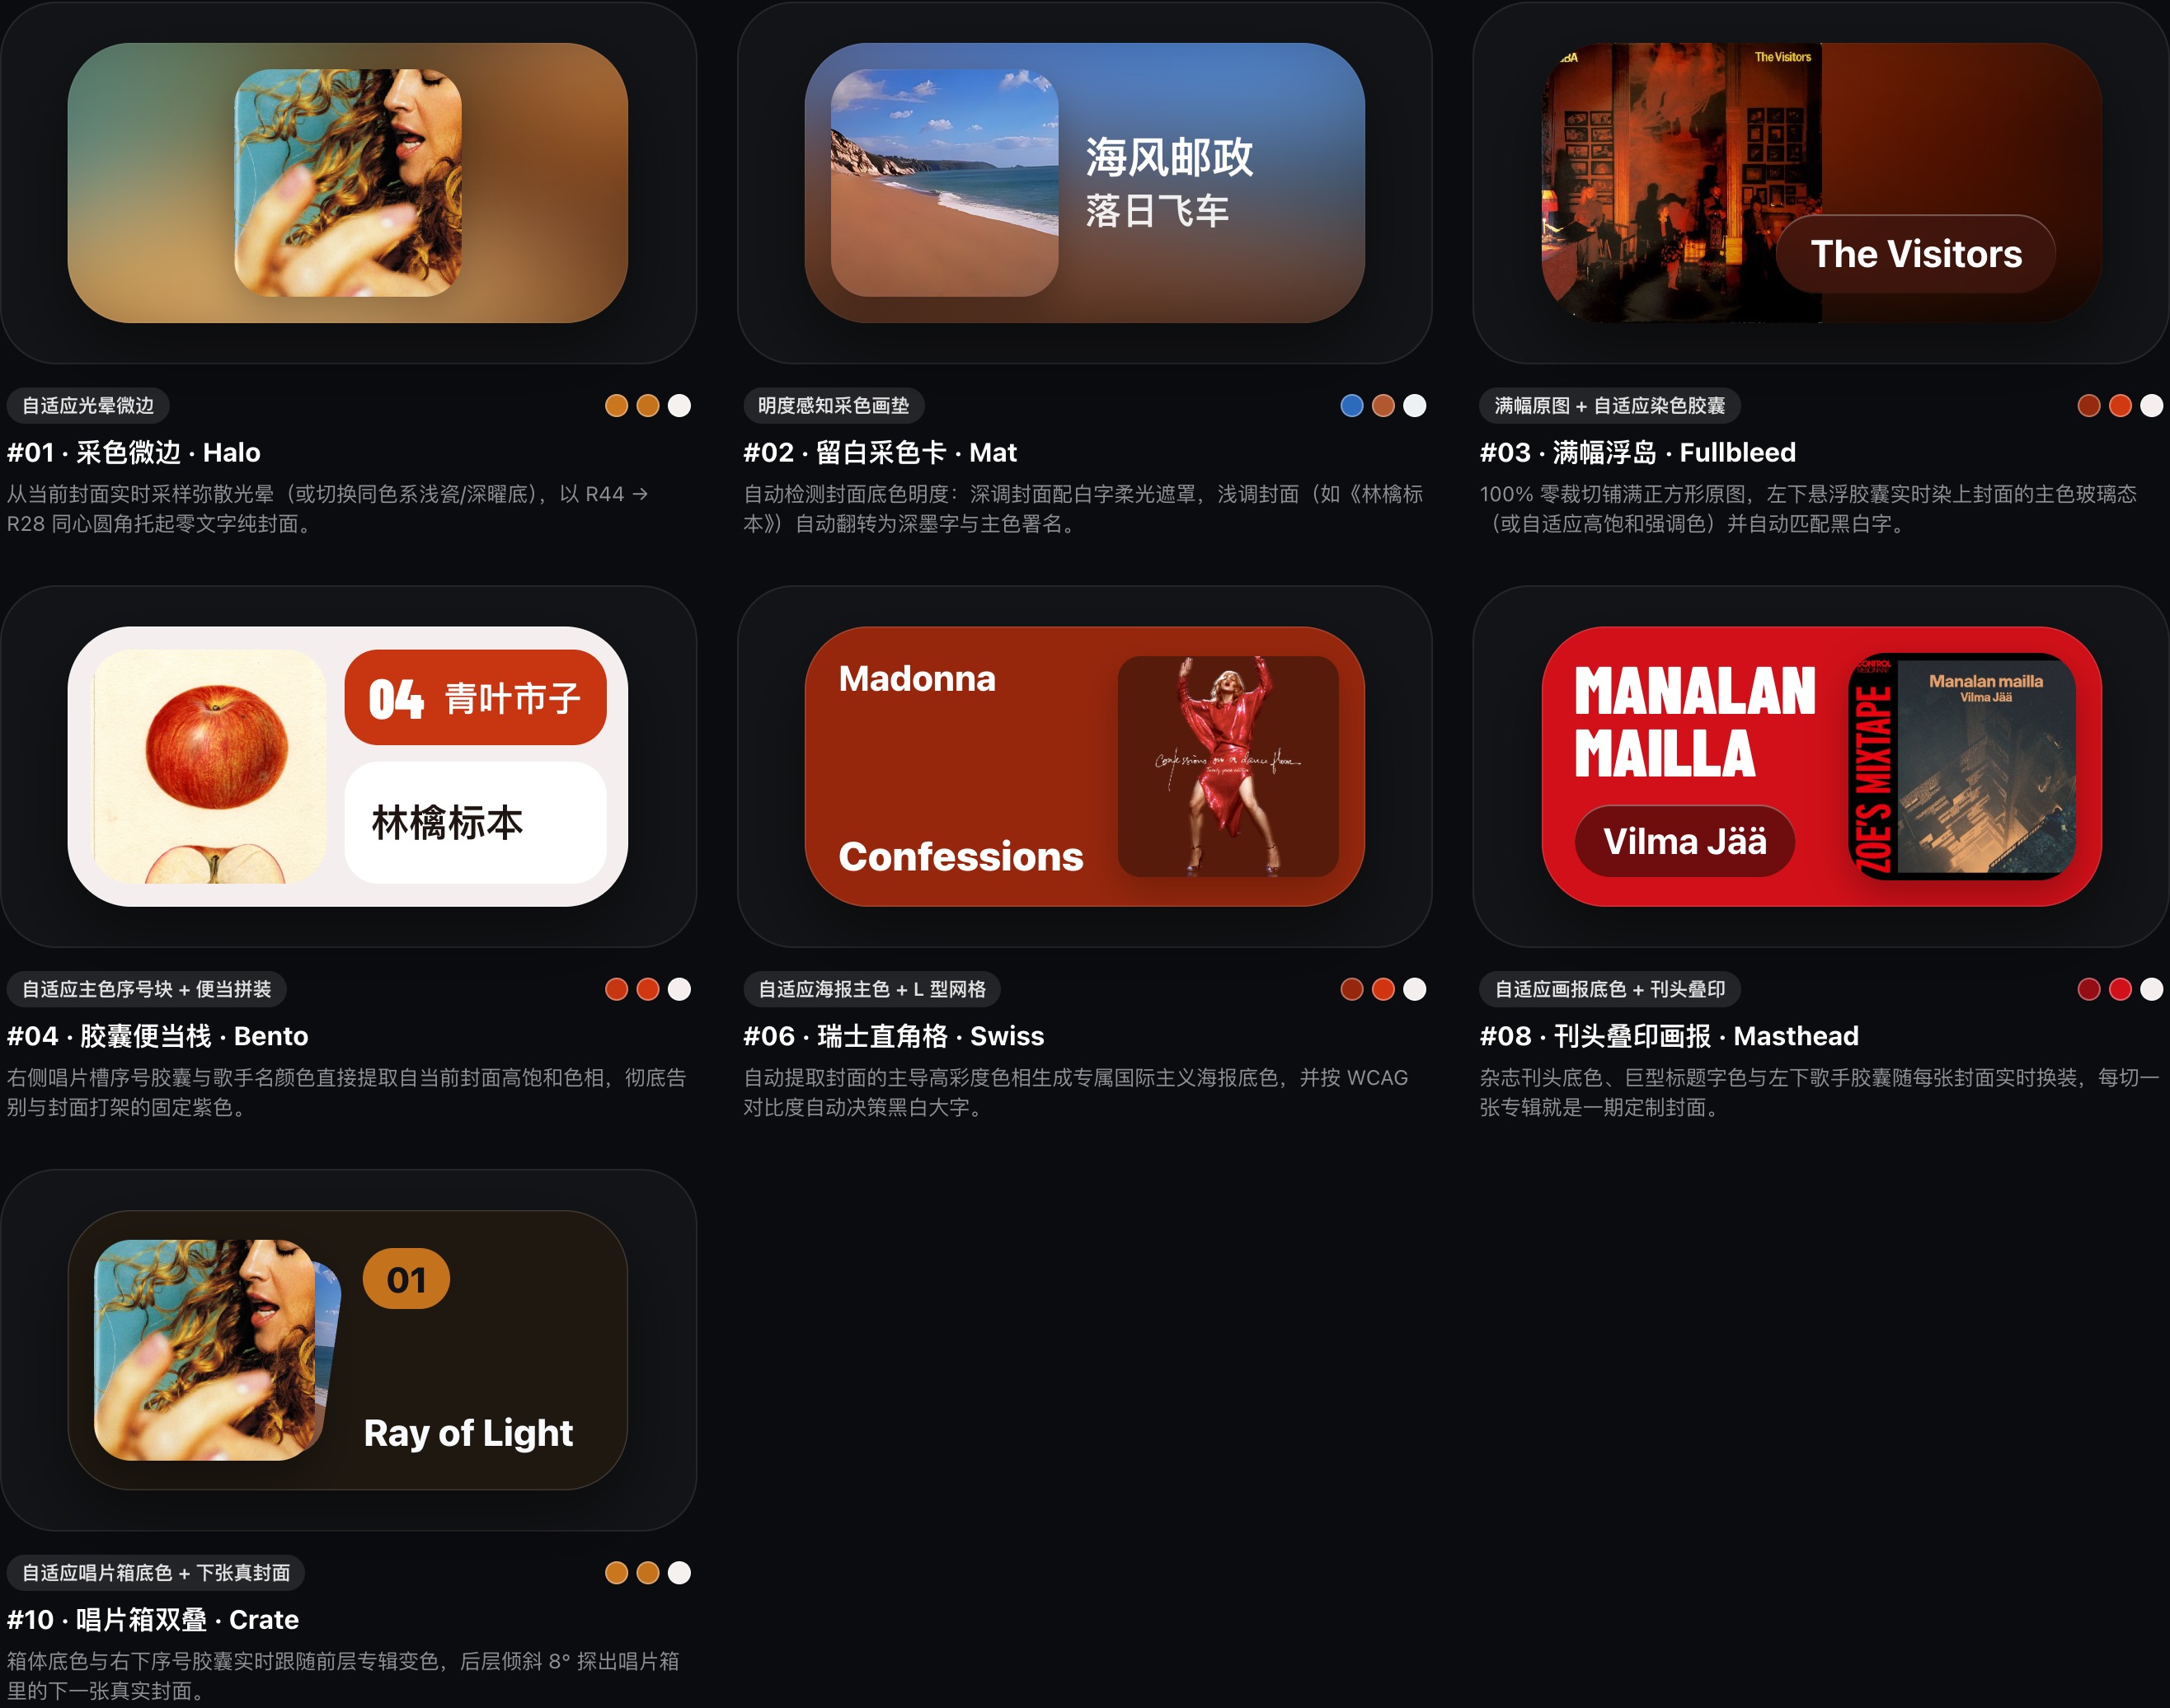 海风邮政
落日飞车
BBA
The Visitors
The Visitors
自适应光晕微边
#01 · 采色微边 · Halo
从当前封面实时采样弥散光晕（或切换同色系浅瓷/深曜底），以 R44 →
R28 同心圆角托起零文字纯封面。
明度感知采色画垫
#02 · 留白采色卡 · Mat
自动检测封面底色明度：深调封面配白字柔光遮罩，浅调封面（如《林檎标
本》）自动翻转为深墨字与主色署名。
满幅原图 + 自适应染色胶囊
#03 · 满幅浮岛 · Fullbleed
100% 零裁切铺满正方形原图，左下悬浮胶囊实时染上封面的主色玻璃态
（或自适应高饱和强调色）并自动匹配黑白字。
04 青叶市子
林檎标本
Madonna
Confessions
Confessions on a dance floor
MANALAN
MAILLA
Vilma Jää
CONTROL
ZOE'S MIXTAPE
Manalan mailla
Vilma Jää
自适应主色序号块 + 便当拼装
#04 · 胶囊便当栈 · Bento
右侧唱片槽序号胶囊与歌手名颜色直接提取自当前封面高饱和色相，彻底告
别与封面打架的固定紫色。
自适应海报主色 + L 型网格
#06 · 瑞士直角格 · Swiss
自动提取封面的主导高彩度色相生成专属国际主义海报底色，并按 WCAG
对比度自动决策黑白大字。
自适应画报底色 + 刊头叠印
#08 · 刊头叠印画报 · Masthead
杂志刊头底色、巨型标题字色与左下歌手胶囊随每张封面实时换装，每切一
张专辑就是一期定制封面。
01
Ray of Light
自适应唱片箱底色 + 下张真封面
#10 · 唱片箱双叠 · Crate
箱体底色与右下序号胶囊实时跟随前层专辑变色，后层倾斜 8° 探出唱片箱
里的下一张真实封面。